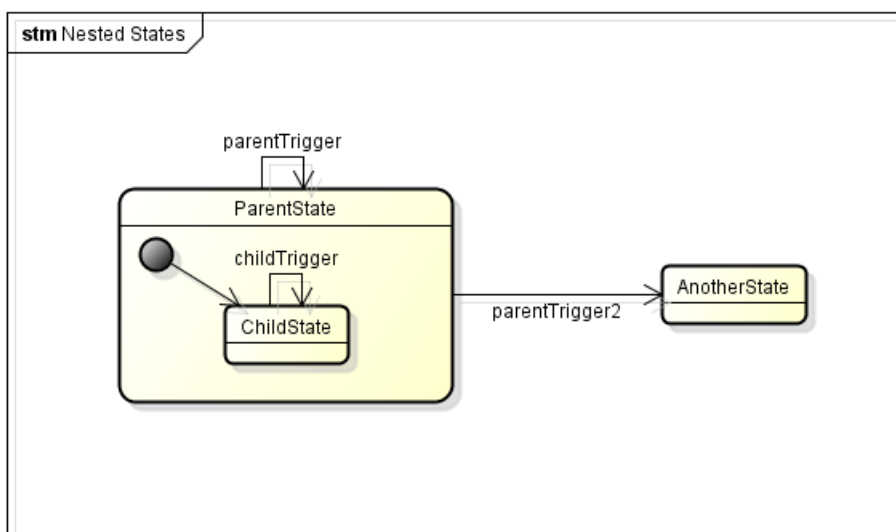 stm Nested States
parentTrigger
ParentState
childTrigger
ChildState
AnotherState
parentTrigger2